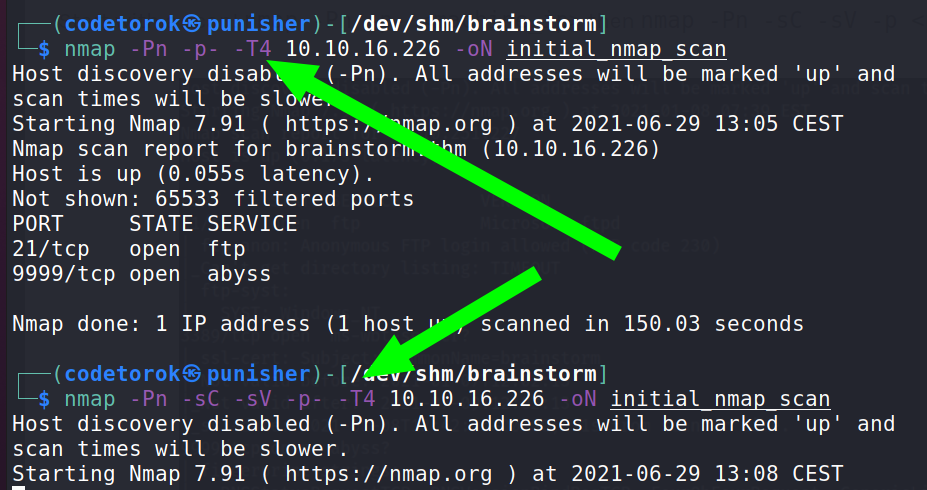 ┌──(codetorok㉿punisher)-[/dev/shm/brainstorm]
└─$ nmap -Pn -p- -T4 10.10.16.226 -oN initial_nmap_scan
Host discovery disabled (-Pn). All addresses will be marked 'up' and
scan times will be slower.
Starting Nmap 7.91 ( https://nmap.org ) at 2021-06-29 13:05 CEST
Nmap scan report for brainstorm.thm (10.10.16.226)
Host is up (0.055s latency).
Not shown: 65533 filtered ports
PORT     STATE SERVICE
21/tcp   open  ftp
9999/tcp open  abyss
Nmap done: 1 IP address (1 host up) scanned in 150.03 seconds
┌──(codetorok㉿punisher)-[/dev/shm/brainstorm]
└─$ nmap -Pn -sC -sV -p- -T4 10.10.16.226 -oN initial_nmap_scan
Host discovery disabled (-Pn). All addresses will be marked 'up' and
scan times will be slower.
Starting Nmap 7.91 ( https://nmap.org ) at 2021-06-29 13:08 CEST